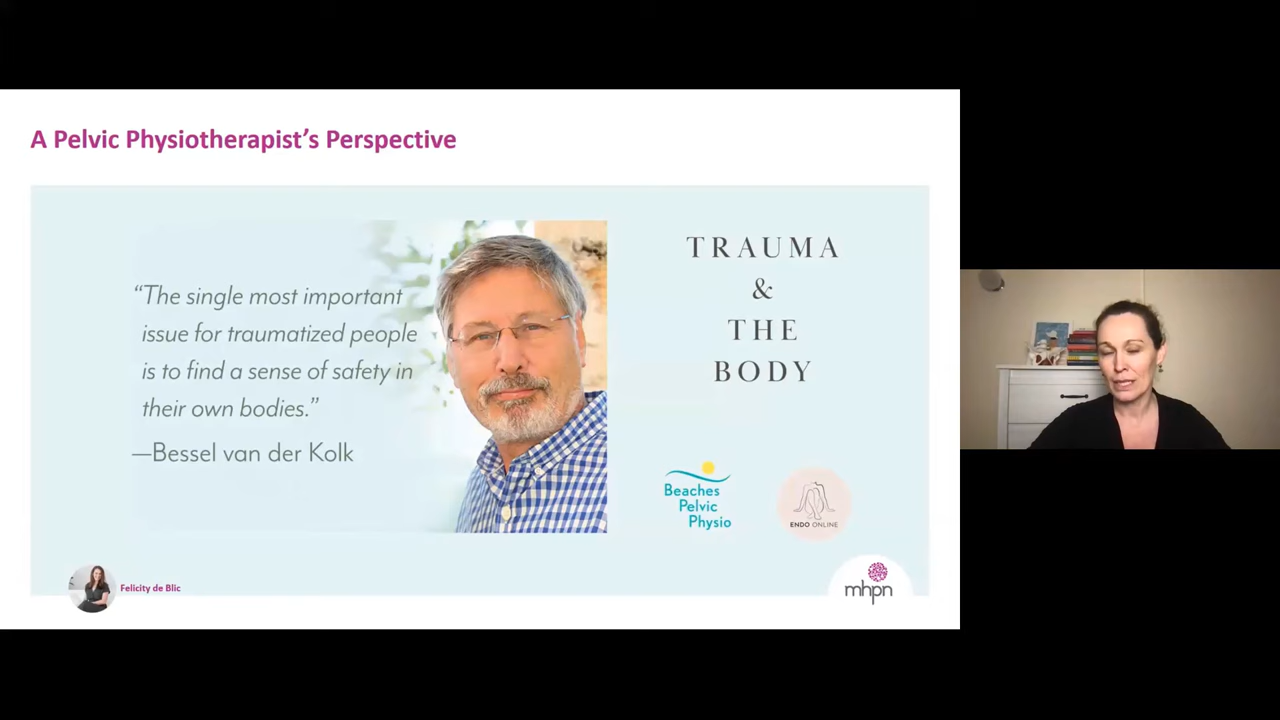 A Pelvic Physiotherapist’s Perspective
“The single most important
issue for traumatized people
is to find a sense of safety in
their own bodies.”
—Bessel van der Kolk
TRAUMA
&
THE
BODY
Beaches
Pelvic
Physio
ENDO ONLINE
Felicity de Blic
mhpn